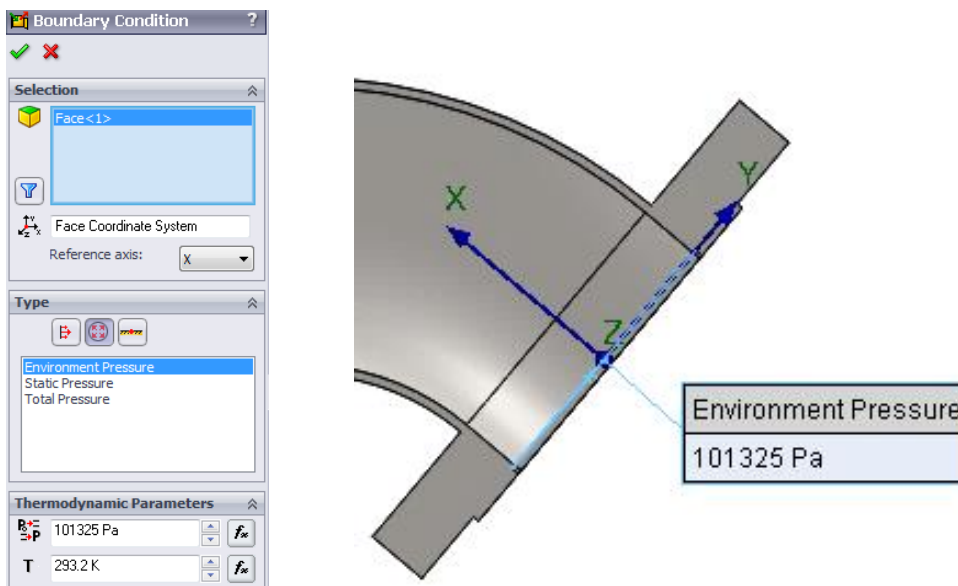 Boundary Condition ?
Selection
Face<1>
Face Coordinate System
Reference axis: X
Type
Environment Pressure
Static Pressure
Total Pressure
Thermodynamic Parameters
101325 Pa
T 293.2 K
X
Y
Z
Environment Pressure
101325 Pa